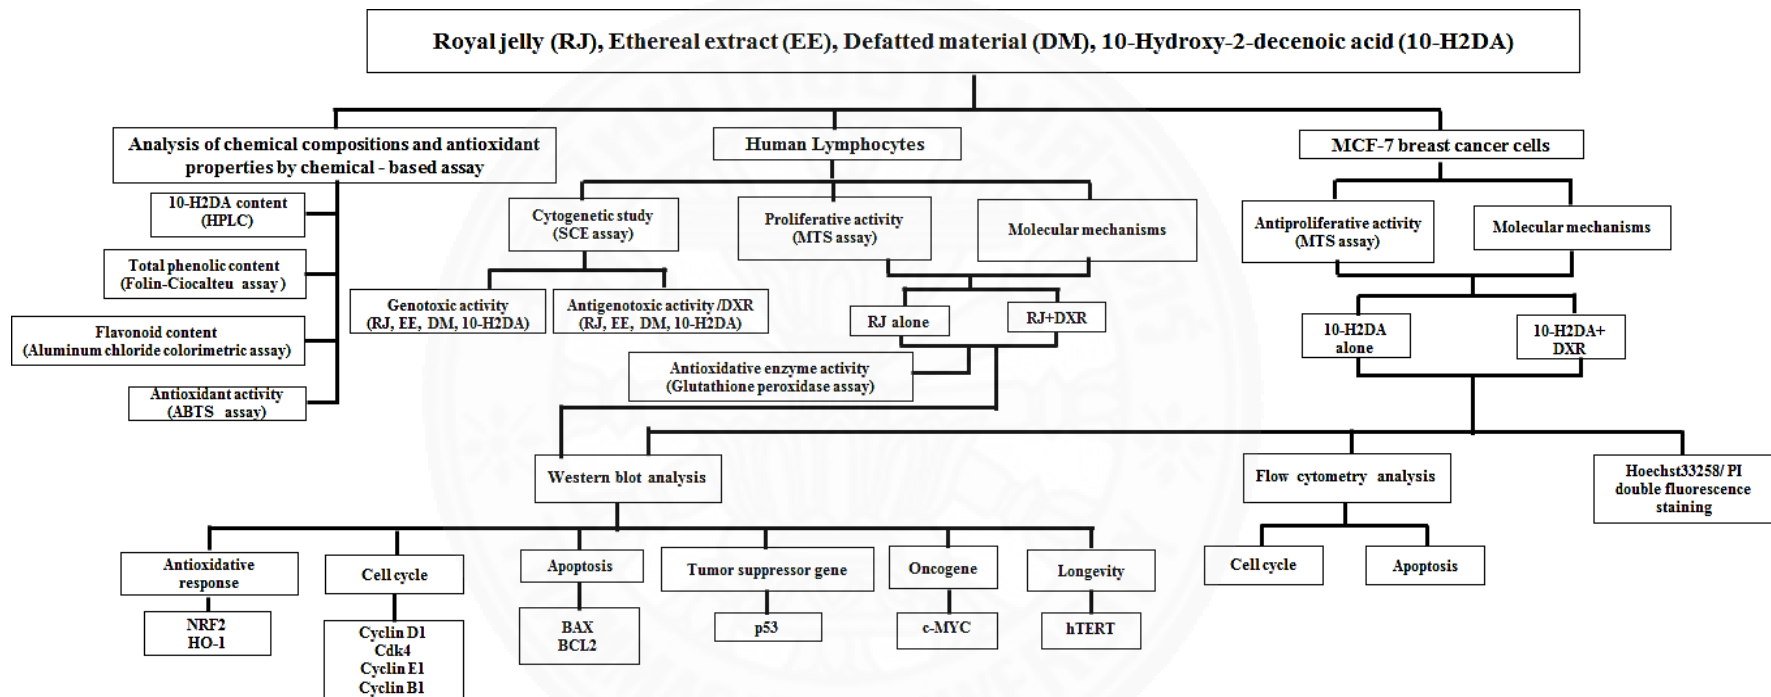 Royal jelly (RJ), Ethereal extract (EE), Defatted material (DM), 10-Hydroxy-2-decenoic acid (10-H2DA)
Analysis of chemical compositions and antioxidant
properties by chemical - based assay
10-H2DA content
(HPLC)
Total phenolic content
(Folin-Ciocalteu assay)
Flavonoid content
(Aluminum chloride colorimetric assay)
Antioxidant activity
(ABTS assay)
Human Lymphocytes
Cytogenetic study
(SCE assay)
Genotoxic activity
(RJ, EE, DM, 10-H2DA)
Antigenotoxic activity /DXR
(RJ, EE, DM, 10-H2DA)
Proliferative activity
(MTS assay)
Molecular mechanisms
RJ alone
RJ+DXR
Antioxidative enzyme activity
(Glutathione peroxidase assay)
MCF-7 breast cancer cells
Antiproliferative activity
(MTS assay)
Molecular mechanisms
10-H2DA
alone
10-H2DA+
DXR
Western blot analysis
Flow cytometry analysis
Hoechst33258/ PI
double fluorescence
staining
Antioxidative
response
NRF2
HO-1
Cell cycle
Cyclin D1
Cdk4
Cyclin E1
Cyclin B1
Apoptosis
BAX
BCL2
Tumor suppressor gene
p53
Oncogene
c-MYC
Longevity
hTERT
Cell cycle
Apoptosis